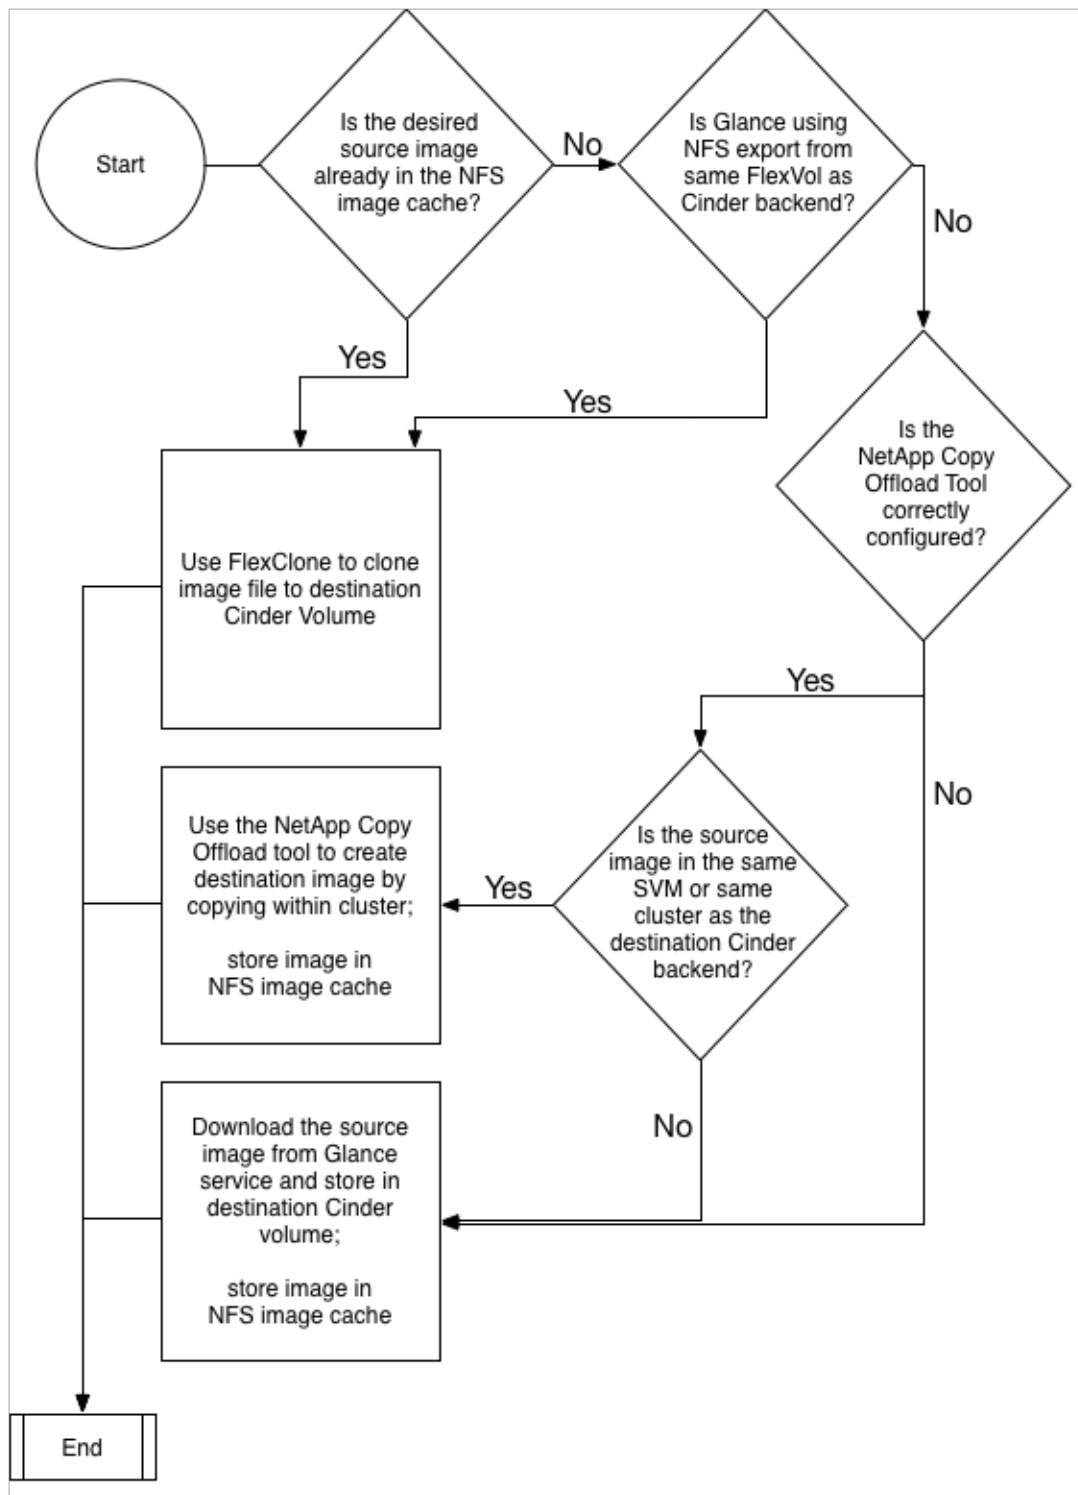 Start
Is the desired
source image
already in the NFS
image cache?
No
Is Glance using
NFS export from
same FlexVol as
Cinder backend?
No
Yes
Yes
Is the
NetApp Copy
Offload Tool
correctly
configured?
Use FlexClone to clone
image file to destination
Cinder Volume
Yes
No
Is the source
image in the same
SVM or same
cluster as the
destination Cinder
backend?
Yes
Use the NetApp Copy
Offload tool to create
destination image by
copying within cluster;
store image in
NFS image cache
No
Download the source
image from Glance
service and store in
destination Cinder
volume;
store image in
NFS image cache
End